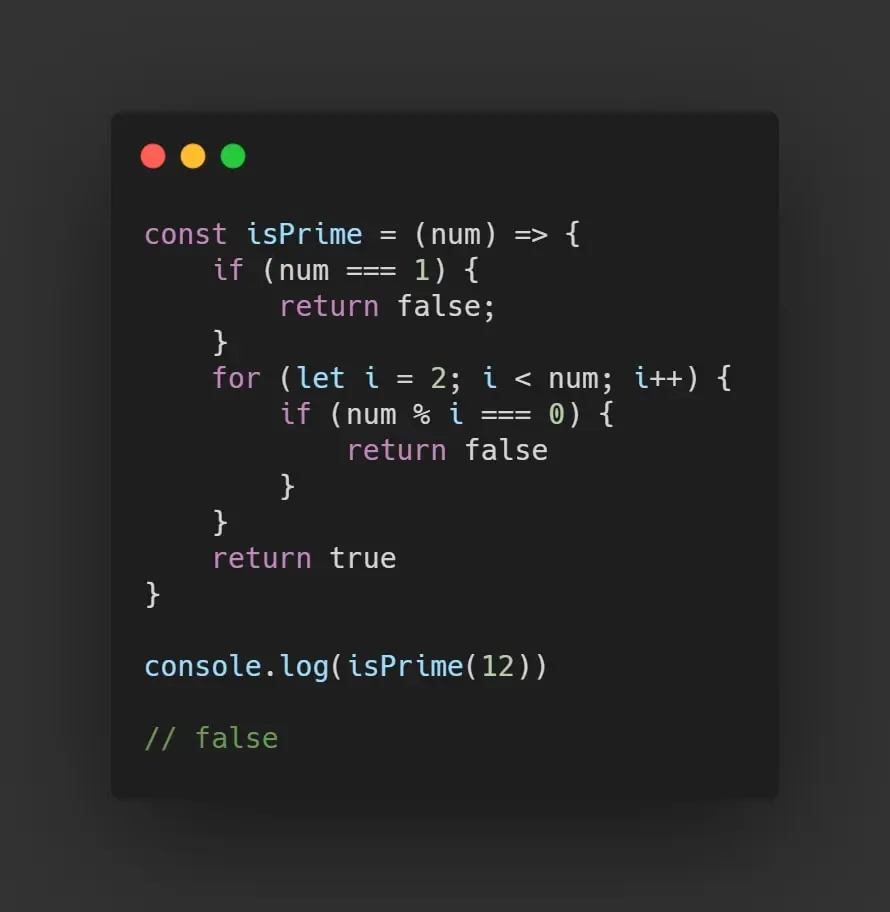 const isPrime = (num) => {
    if (num === 1) {
        return false;
    }
    for (let i = 2; i < num; i++) {
        if (num % i === 0) {
            return false
        }
    }
    return true
}

console.log(isPrime(12))

// false